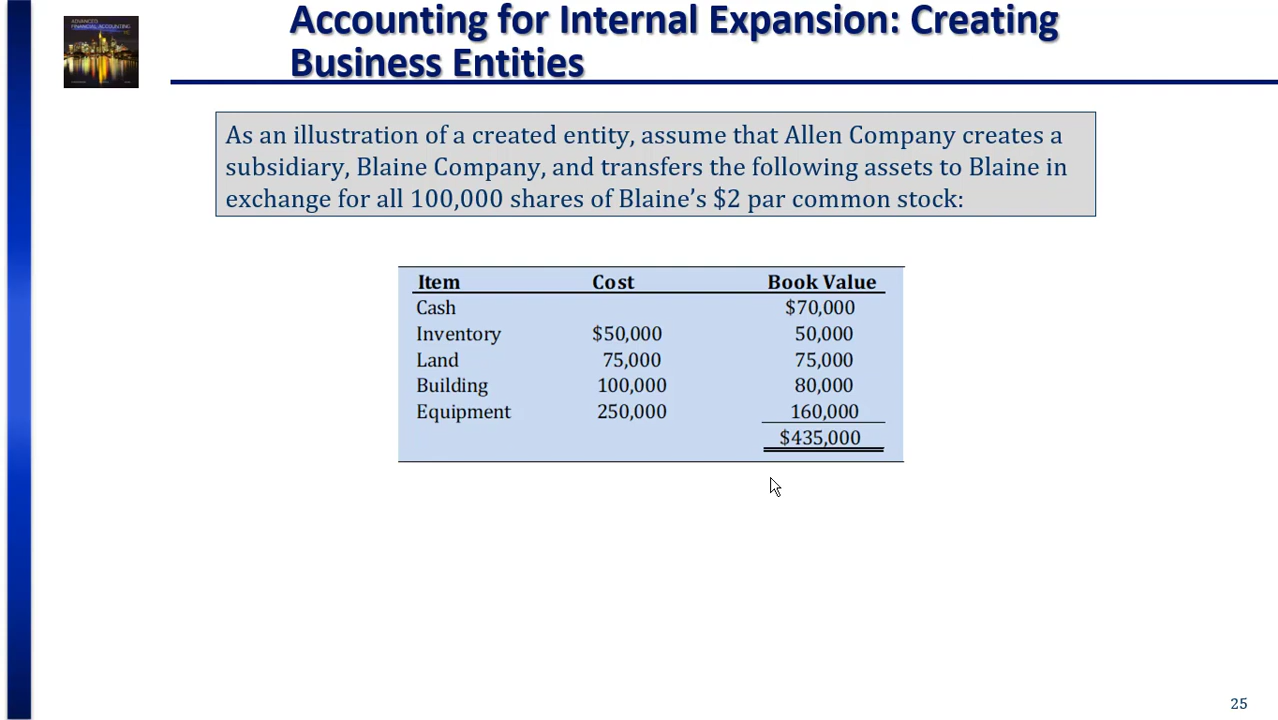 Accounting for Internal Expansion: Creating
Business Entities
ADVANCED
FINANCIAL ACCOUNTING
As an illustration of a created entity, assume that Allen Company creates a
subsidiary, Blaine Company, and transfers the following assets to Blaine in
exchange for all 100,000 shares of Blaine’s $2 par common stock:
Item Cost Book Value
Cash $70,000
Inventory $50,000 50,000
Land 75,000 75,000
Building 100,000 80,000
Equipment 250,000 160,000
$435,000
25